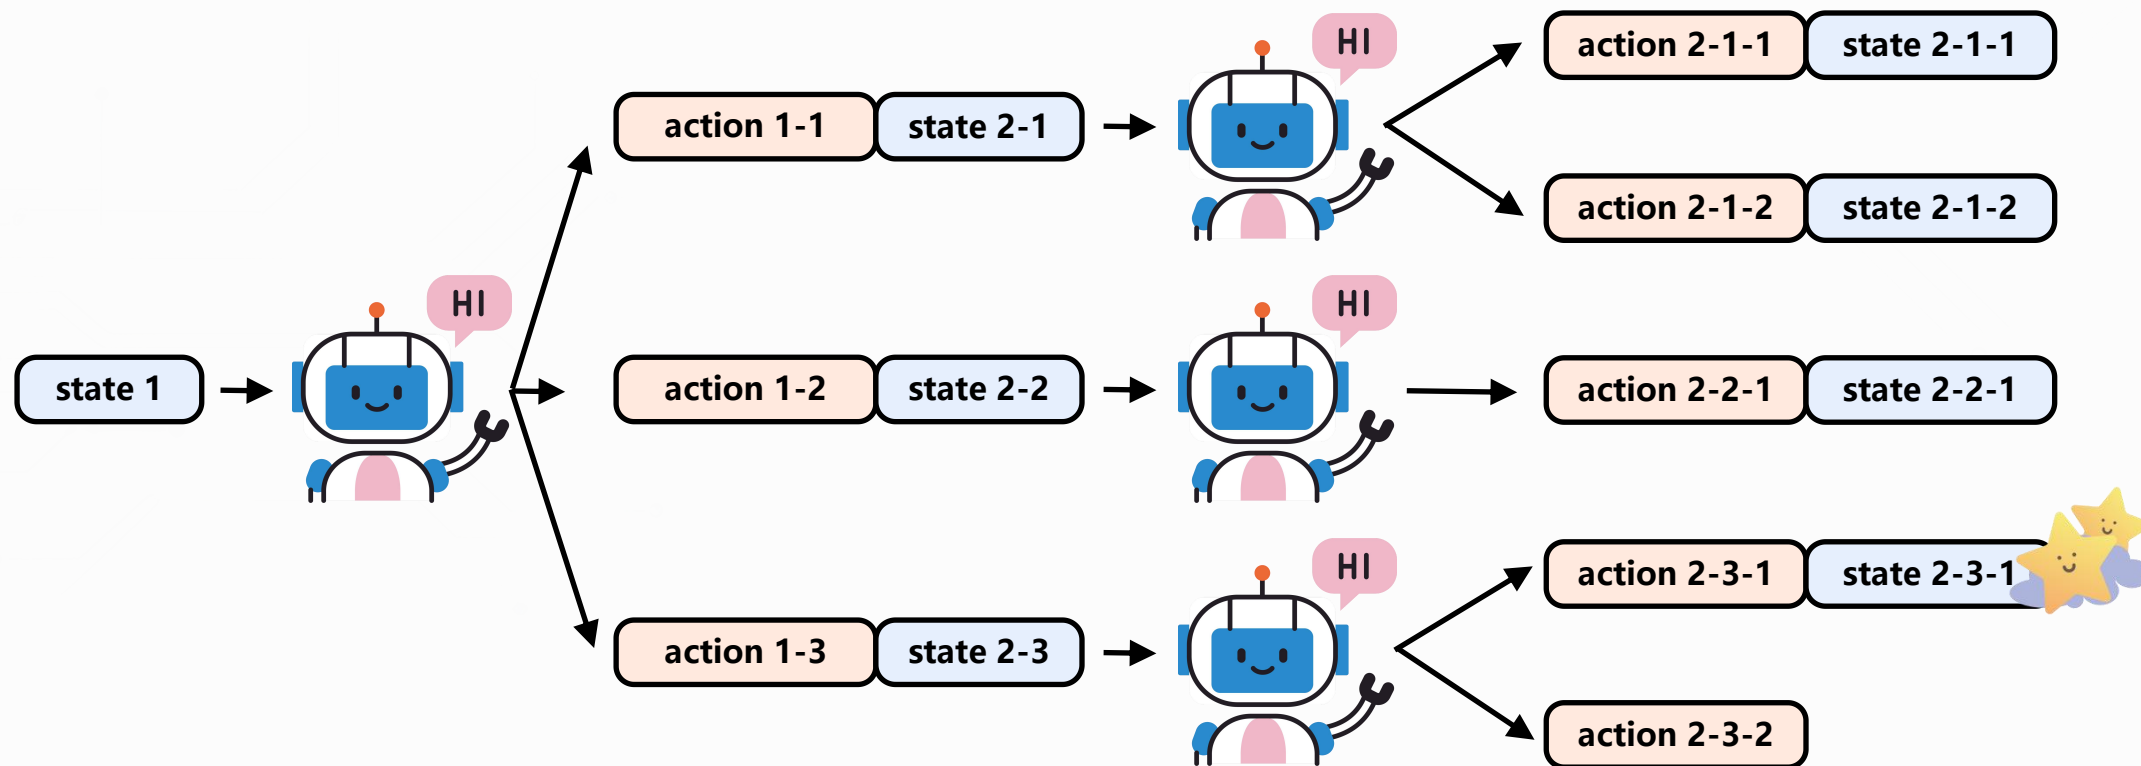 HI
action 2-1-1 state 2-1-1
action 1-1 state 2-1
action 2-1-2 state 2-1-2
HI
HI
state 1
action 1-2 state 2-2
action 2-2-1 state 2-2-1
HI
action 2-3-1 state 2-3-1
action 1-3 state 2-3
action 2-3-2